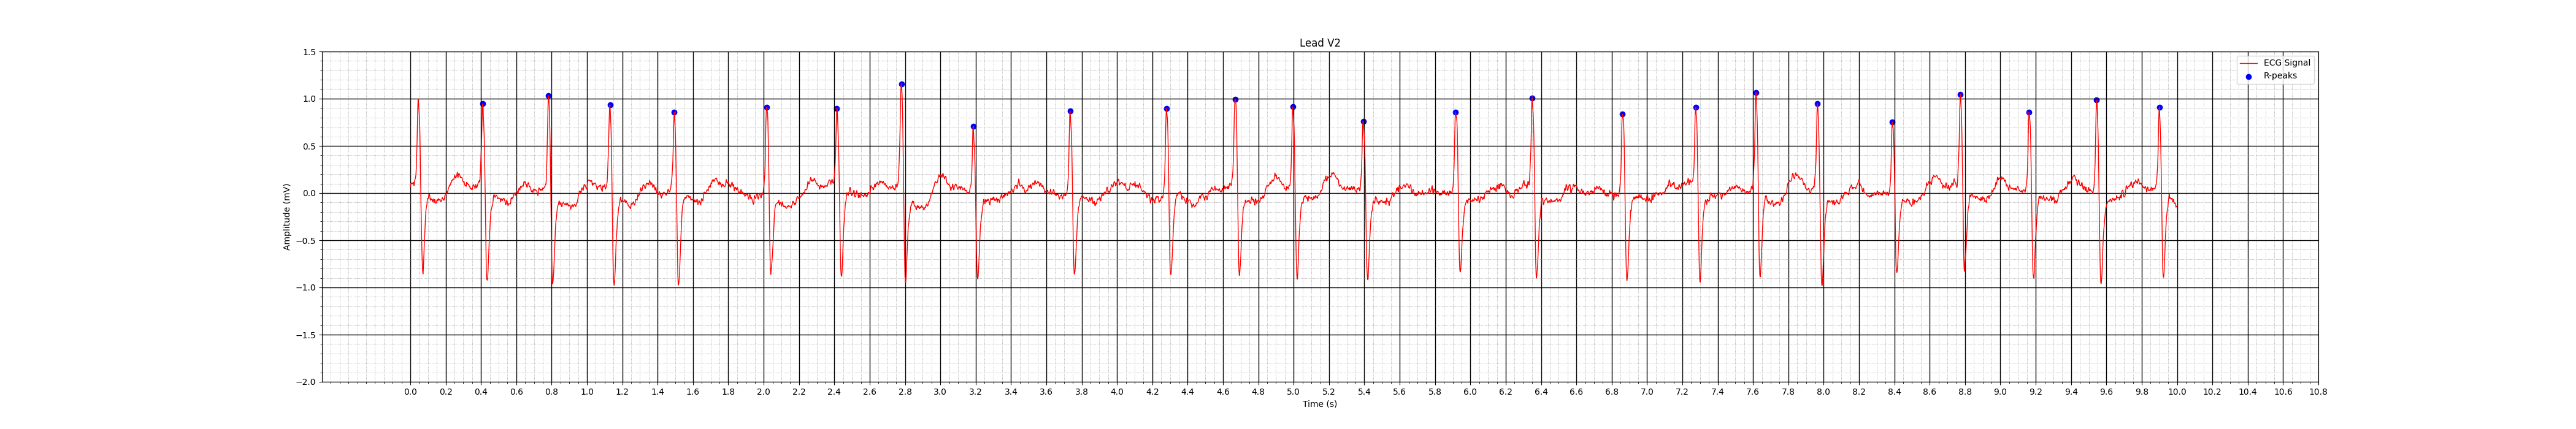 Lead V2
ECG Signal
R-peaks
1.5
1.0
0.5
0.0
−0.5
−1.0
−1.5
−2.0
Amplitude (mV)
0.0 0.2 0.4 0.6 0.8 1.0 1.2 1.4 1.6 1.8 2.0 2.2 2.4 2.6 2.8 3.0 3.2 3.4 3.6 3.8 4.0 4.2 4.4 4.6 4.8 5.0 5.2 5.4 5.6 5.8 6.0 6.2 6.4 6.6 6.8 7.0 7.2 7.4 7.6 7.8 8.0 8.2 8.4 8.6 8.8 9.0 9.2 9.4 9.6 9.8 10.0 10.2 10.4 10.6 10.8
Time (s)